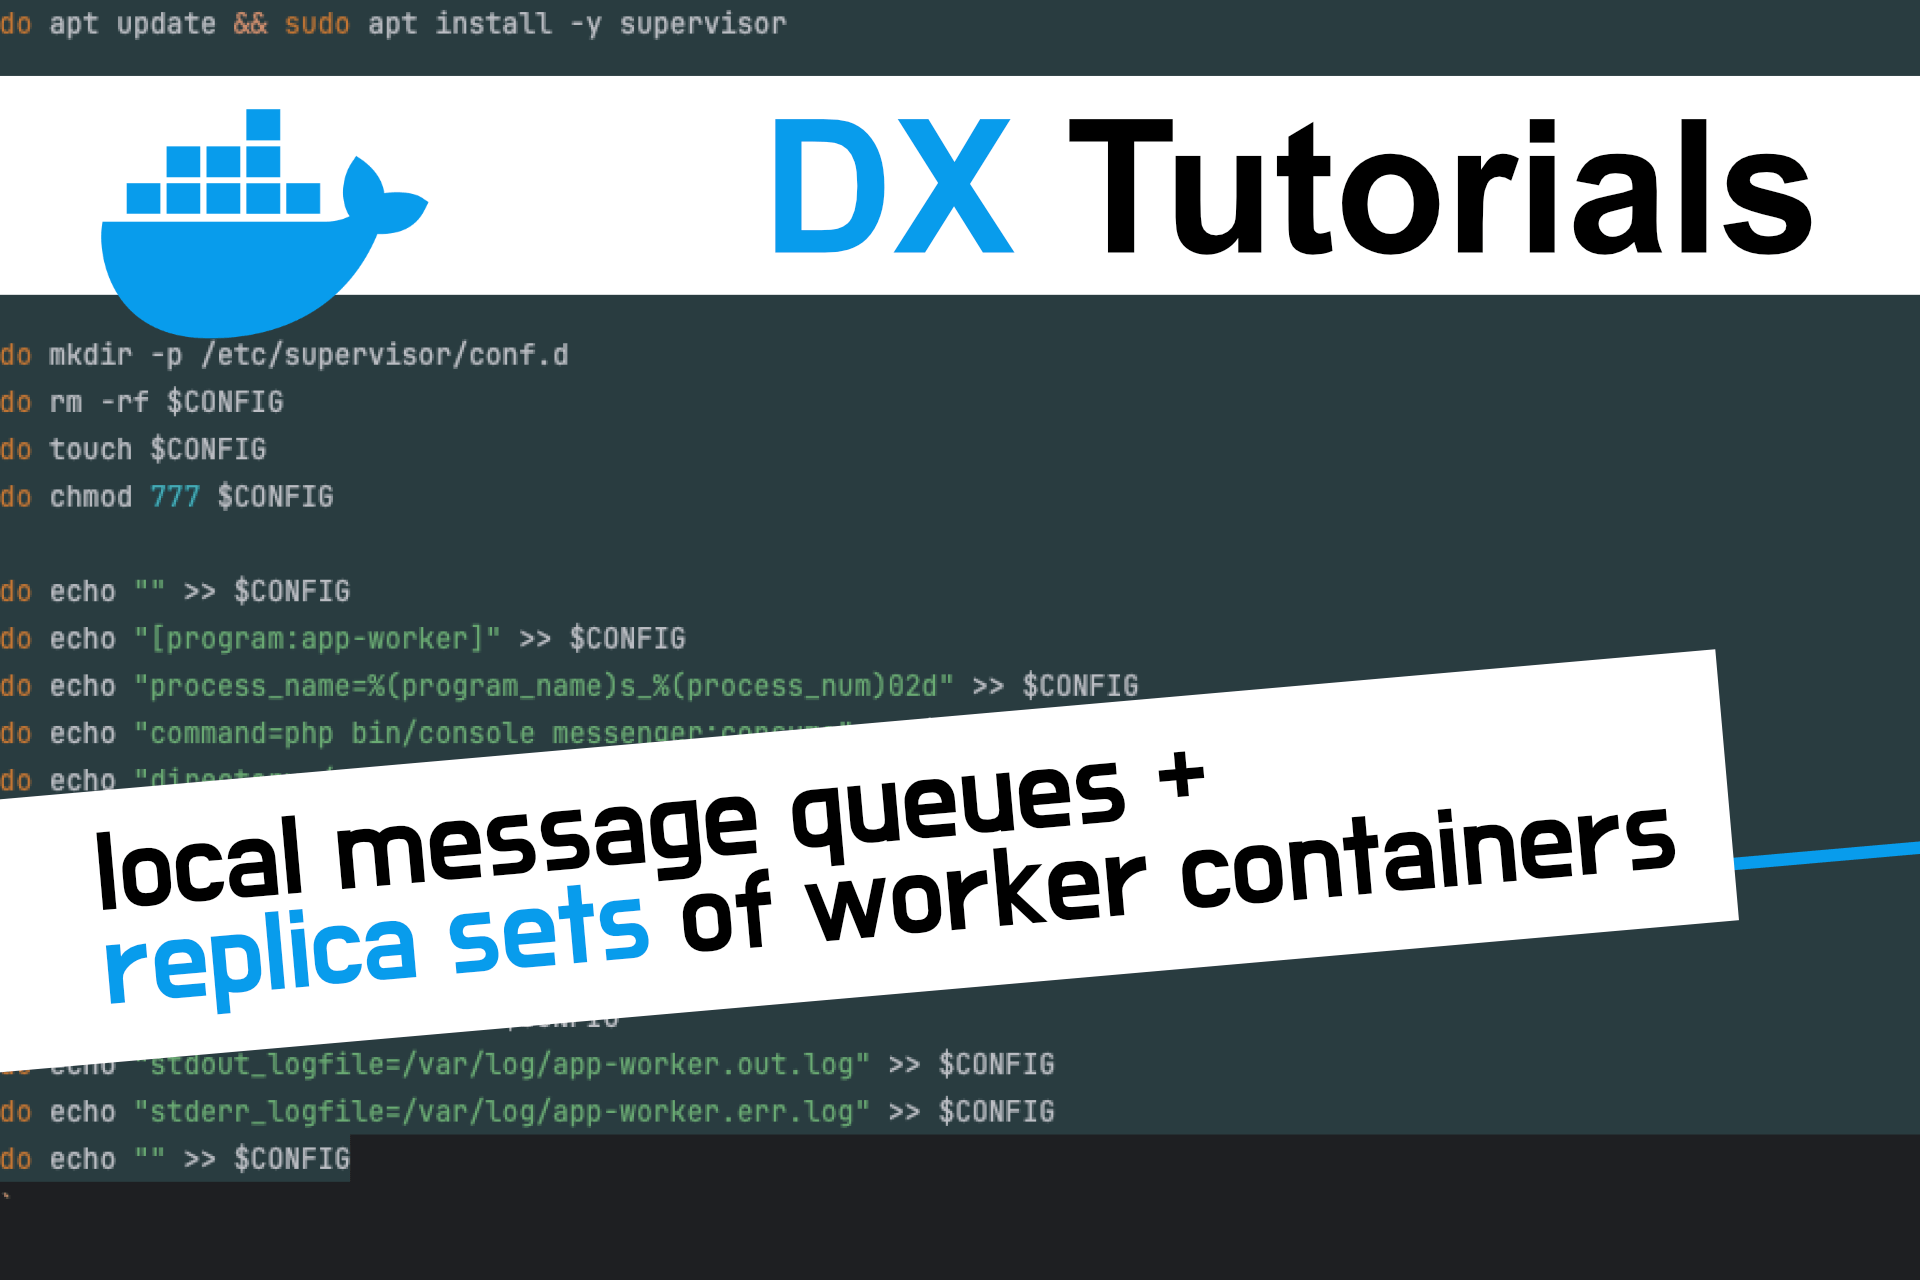 do apt update && sudo apt install -y supervisor
DX Tutorials
do mkdir -p /etc/supervisor/conf.d
do rm -rf $CONFIG
do touch $CONFIG
do chmod 777 $CONFIG
do echo "" >> $CONFIG
do echo "[program:app-worker]" >> $CONFIG
do echo "process_name=%(program_name)s_%(process_num)02d" >> $CONFIG
do echo "command=php bin/console messenger:consume"
do echo
local message queues +
replica sets of worker containers
echo "stdout_logfile=/var/log/app-worker.out.log" >> $CONFIG
do echo "stderr_logfile=/var/log/app-worker.err.log" >> $CONFIG
do echo "" >> $CONFIG